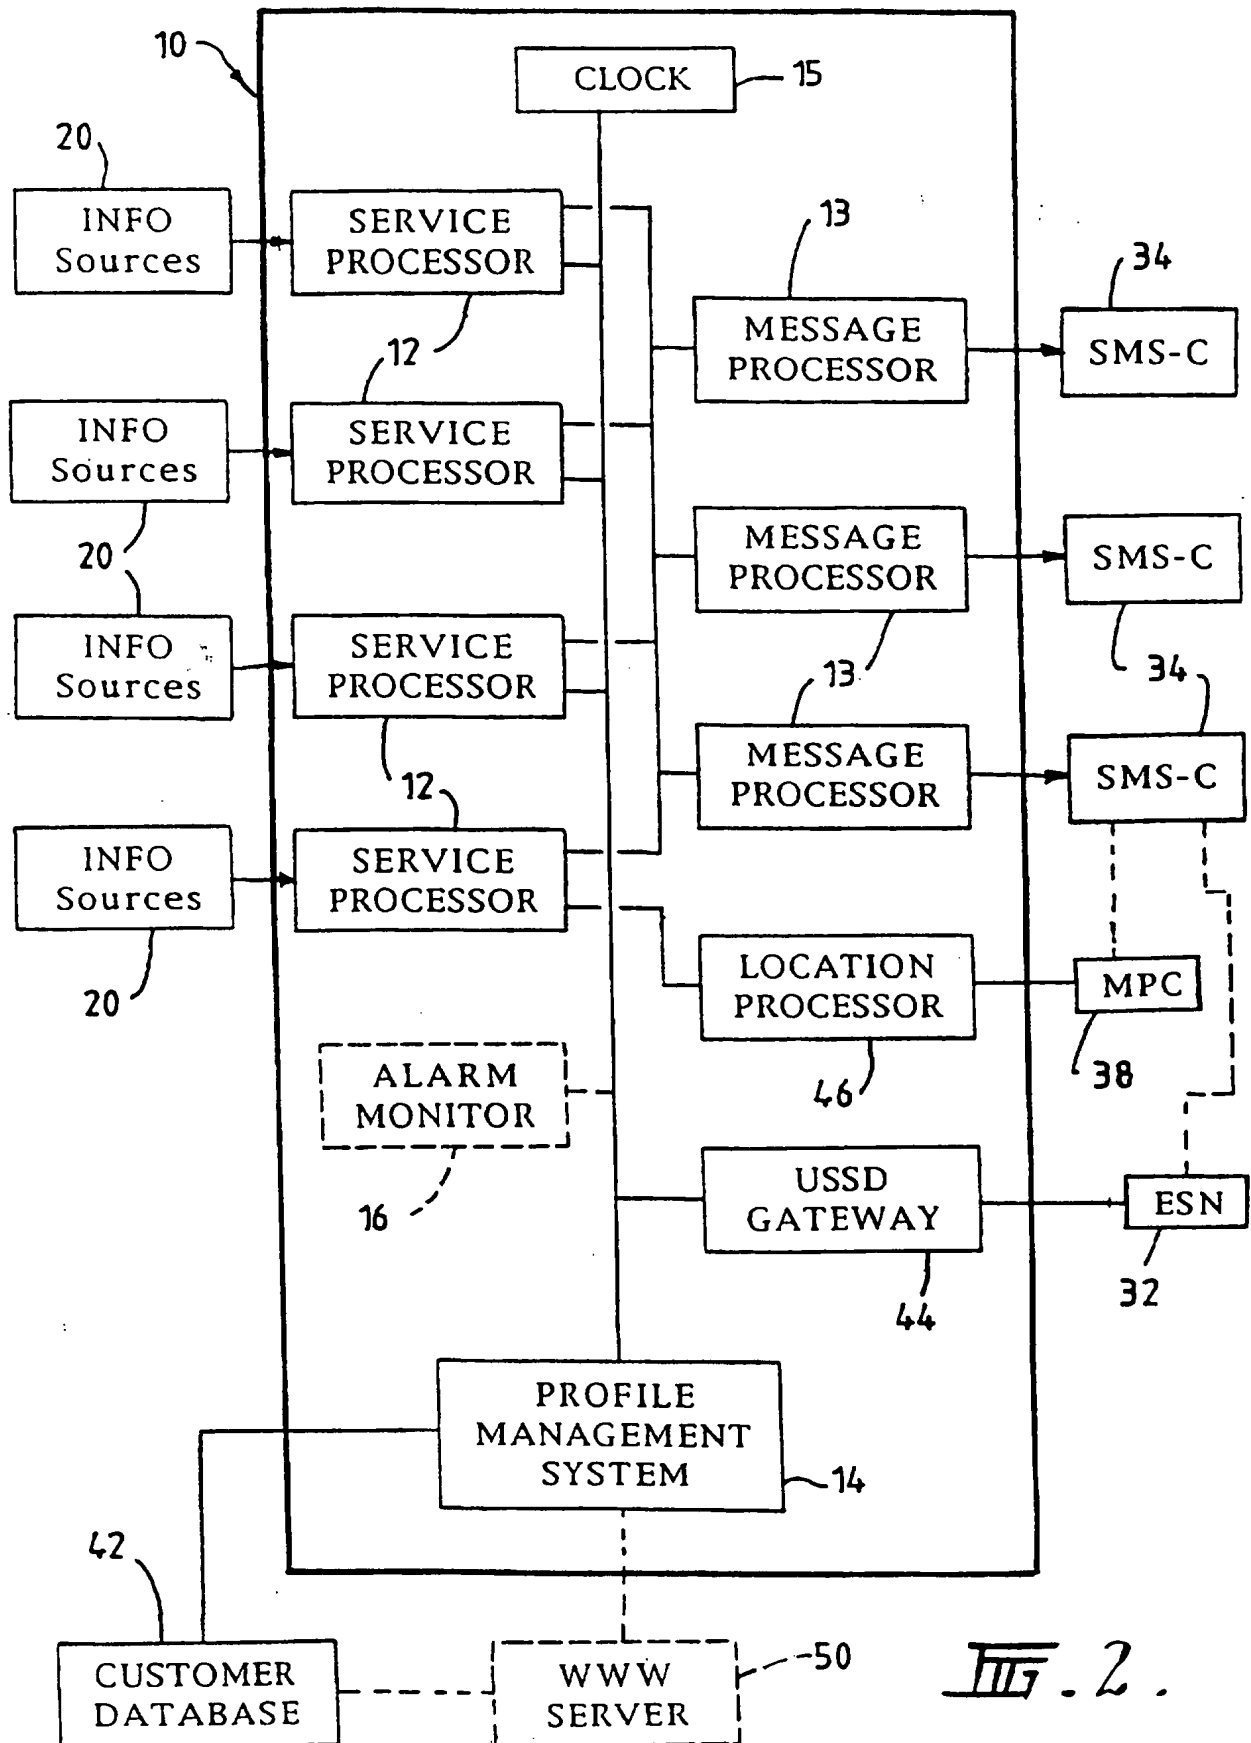 10
CLOCK
15
20
INFO
Sources
SERVICE
PROCESSOR
13
34
MESSAGE
PROCESSOR
SMS-C
12
INFO
Sources
SERVICE
PROCESSOR
20
MESSAGE
PROCESSOR
SMS-C
INFO
Sources
SERVICE
PROCESSOR
13
34
12
MESSAGE
PROCESSOR
SMS-C
INFO
Sources
SERVICE
PROCESSOR
20
LOCATION
PROCESSOR
MPC
46
38
ALARM
MONITOR
16
USSD
GATEWAY
ESN
44
32
PROFILE
MANAGEMENT
SYSTEM
14
42
CUSTOMER
DATABASE
WWW
SERVER
50
FIG. 2.